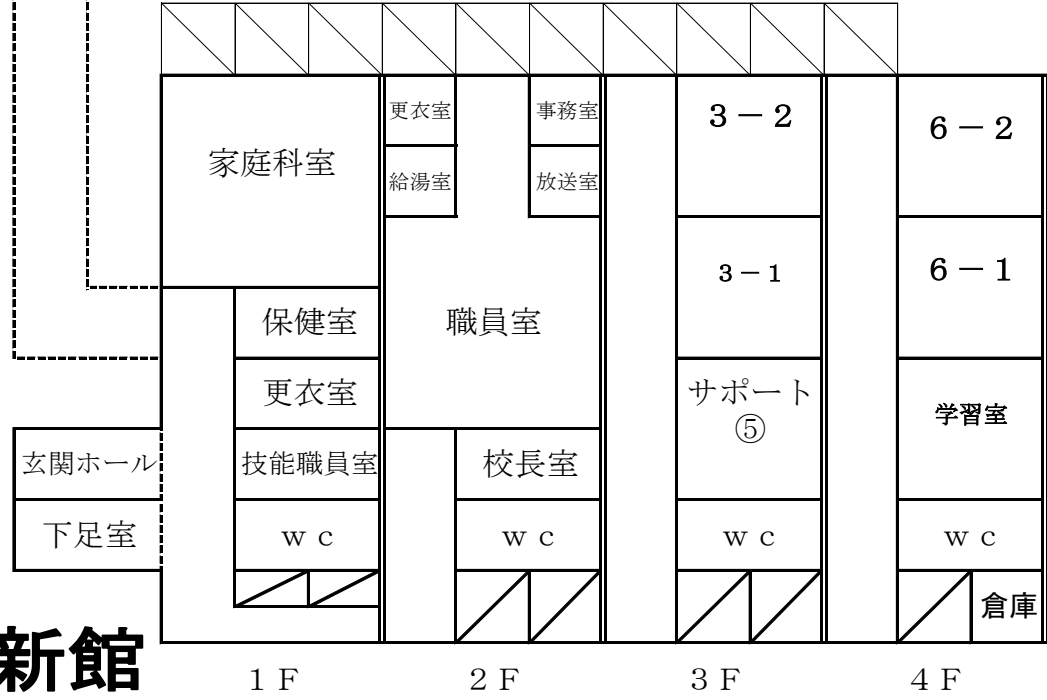 家庭科室
保健室
更衣室
玄関ホール
技能職員室
下足室
ｗｃ
更衣室
事務室
給湯室
放送室
職員室
校長室
ｗｃ
３－２
３－１
サポート
⑤
ｗｃ
６－２
６－１
学習室
ｗｃ
倉庫
新館
１Ｆ
２Ｆ
３Ｆ
４Ｆ